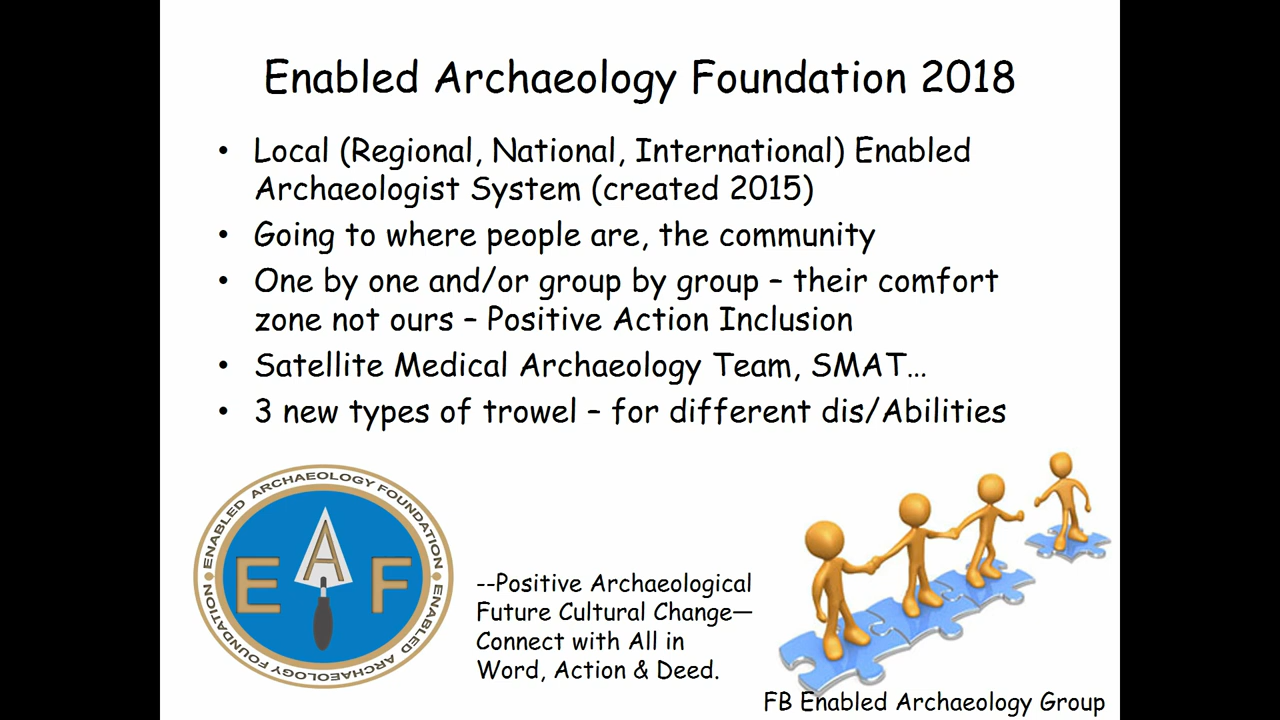 Enabled Archaeology Foundation 2018
• Local (Regional, National, International) Enabled
Archaeologist System (created 2015)
• Going to where people are, the community
• One by one and/or group by group – their comfort
zone not ours – Positive Action Inclusion
• Satellite Medical Archaeology Team, SMAT…
• 3 new types of trowel – for different dis/Abilities
ENABLED ARCHAEOLOGY FOUNDATION • ENABLED ARCHAEOLOGY FOUNDATION •
E A F
--Positive Archaeological
Future Cultural Change—
Connect with All in
Word, Action & Deed.
FB Enabled Archaeology Group